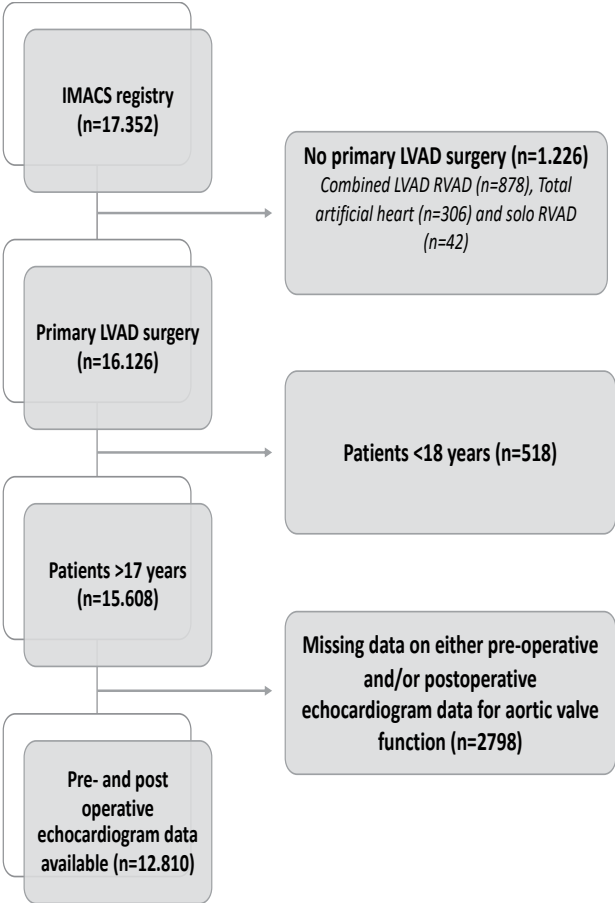 IMACS registry
(n=17.352)
No primary LVAD surgery (n=1.226)
Combined LVAD RVAD (n=878), Total
artificial heart (n=306) and solo RVAD
(n=42)
Primary LVAD surgery
(n=16.126)
Patients <18 years (n=518)
Patients >17 years
(n=15.608)
Missing data on either pre-operative
and/or postoperative
echocardiogram data for aortic valve
function (n=2798)
Pre- and post
operative
echocardiogram data
available (n=12.810)